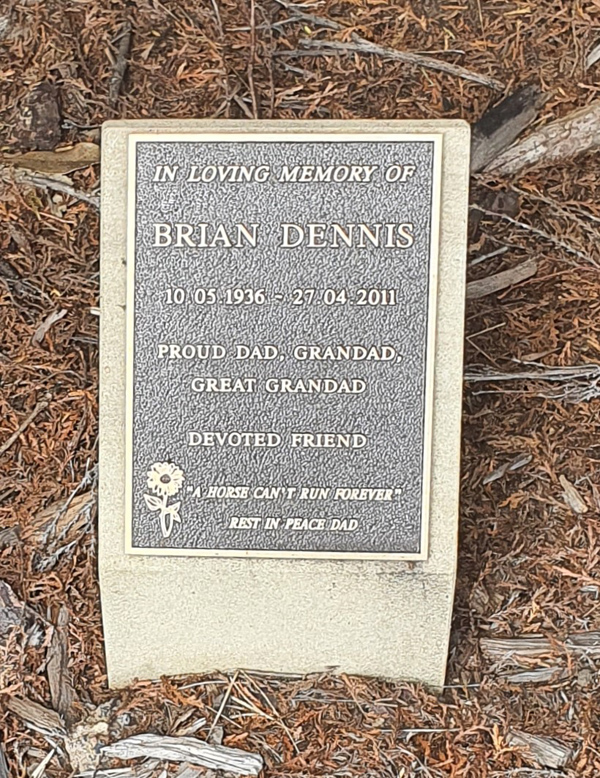 IN LOVING MEMORY OF
BRIAN DENNIS
10 05 1936 ~ 27 04 2011
PROUD DAD, GRANDAD,
GREAT GRANDAD
DEVOTED FRIEND
"A HORSE CAN'T RUN FOREVER"
REST IN PEACE DAD